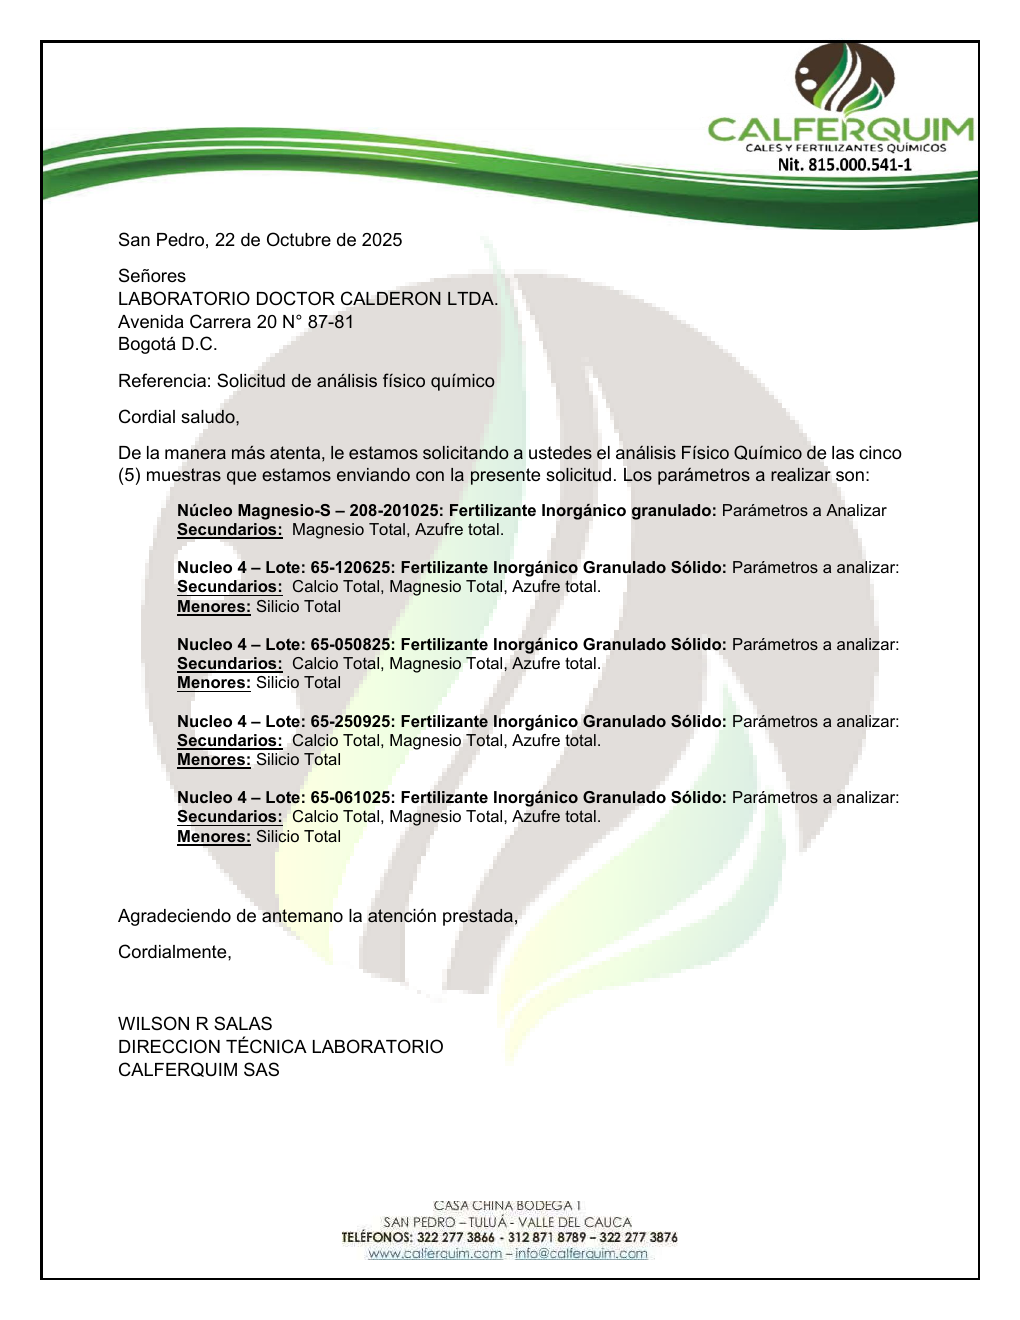 CALFERQUIM
CALES Y FERTILIZANTES QUÍMICOS
Nit. 815.000.541-1
San Pedro, 22 de Octubre de 2025
Señores
LABORATORIO DOCTOR CALDERON LTDA.
Avenida Carrera 20 N° 87-81
Bogotá D.C.
Referencia: Solicitud de análisis físico químico
Cordial saludo,
De la manera más atenta, le estamos solicitando a ustedes el análisis Físico Químico de las cinco
(5) muestras que estamos enviando con la presente solicitud. Los parámetros a realizar son:
Núcleo Magnesio-S – 208-201025: Fertilizante Inorgánico granulado: Parámetros a Analizar
Secundarios: Magnesio Total, Azufre total.
Nucleo 4 – Lote: 65-120625: Fertilizante Inorgánico Granulado Sólido: Parámetros a analizar:
Secundarios: Calcio Total, Magnesio Total, Azufre total.
Menores: Silicio Total
Nucleo 4 – Lote: 65-050825: Fertilizante Inorgánico Granulado Sólido: Parámetros a analizar:
Secundarios: Calcio Total, Magnesio Total, Azufre total.
Menores: Silicio Total
Nucleo 4 – Lote: 65-250925: Fertilizante Inorgánico Granulado Sólido: Parámetros a analizar:
Secundarios: Calcio Total, Magnesio Total, Azufre total.
Menores: Silicio Total
Nucleo 4 – Lote: 65-061025: Fertilizante Inorgánico Granulado Sólido: Parámetros a analizar:
Secundarios: Calcio Total, Magnesio Total, Azufre total.
Menores: Silicio Total
Agradeciendo de antemano la atención prestada,
Cordialmente,
WILSON R SALAS
DIRECCION TÉCNICA LABORATORIO
CALFERQUIM SAS
CASA CHINA BODEGA 1
SAN PEDRO – TULUÁ - VALLE DEL CAUCA
TELÉFONOS: 322 277 3866 - 312 871 8789 – 322 277 3876
www.calferquim.com – info@calferquim.com